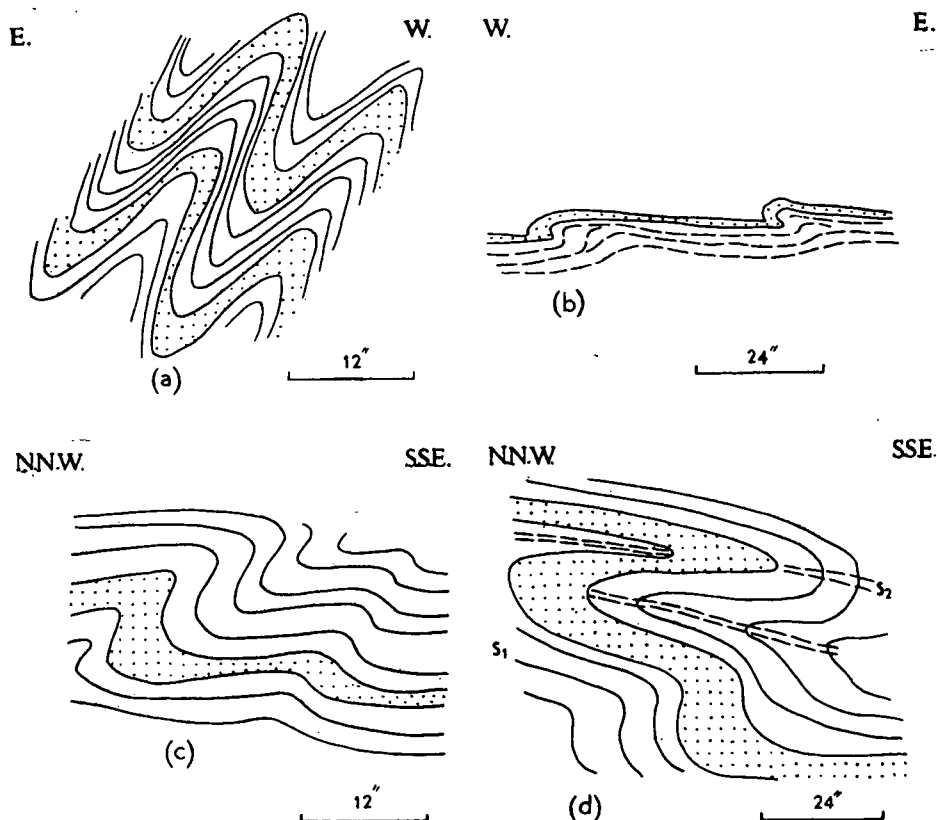 E. W. W. E.
12"
(a)
(b)
24"
N.N.W. S.S.E. N.N.W. S.S.E.
S₂
S₁
(c)
12"
(d)
24"